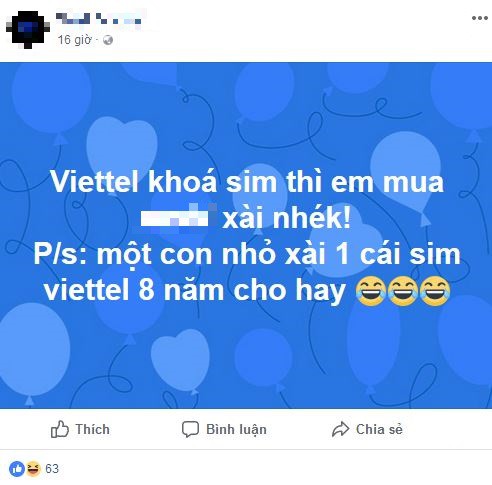 16 giờ
Viettel khoá sim thì em mua
xài nhék!
P/s: một con nhỏ xài 1 cái sim
viettel 8 năm cho hay 😂😂😂
Thích
Bình luận
Chia sẻ
63